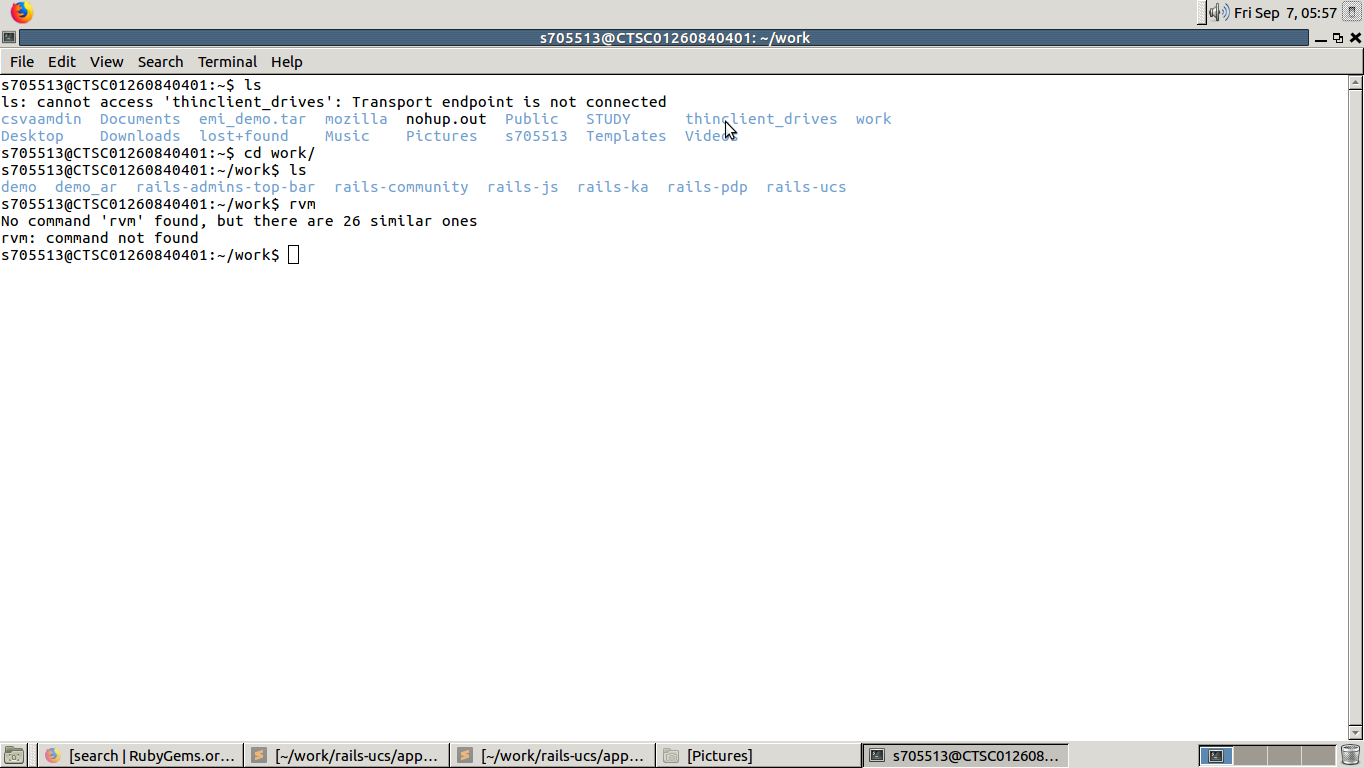 Fri Sep 7, 05:57
s705513@CTSC01260840401: ~/work
File Edit View Search Terminal Help
s705513@CTSC01260840401:~$ ls
ls: cannot access 'thinclient_drives': Transport endpoint is not connected
csvaamdin Documents emi_demo.tar mozilla nohup.out Public STUDY thinclient_drives work
Desktop Downloads lost+found Music Pictures s705513 Templates Videos
s705513@CTSC01260840401:~$ cd work/
s705513@CTSC01260840401:~/work$ ls
demo demo_ar rails-admins-top-bar rails-community rails-js rails-ka rails-pdp rails-ucs
s705513@CTSC01260840401:~/work$ rvm
No command 'rvm' found, but there are 26 similar ones
rvm: command not found
s705513@CTSC01260840401:~/work$
[search | RubyGems.or... [~/work/rails-ucs/app... [~/work/rails-ucs/app... [Pictures] s705513@CTSC012608...